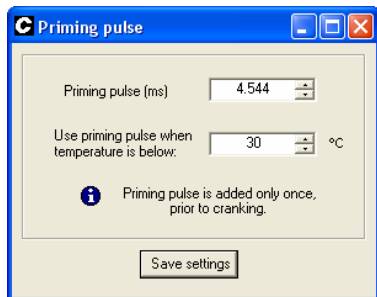 C Priming pulse
Priming pulse (ms) 4.544
Use priming pulse when
temperature is below: 30 °C
i Priming pulse is added only once,
prior to cranking.
Save settings